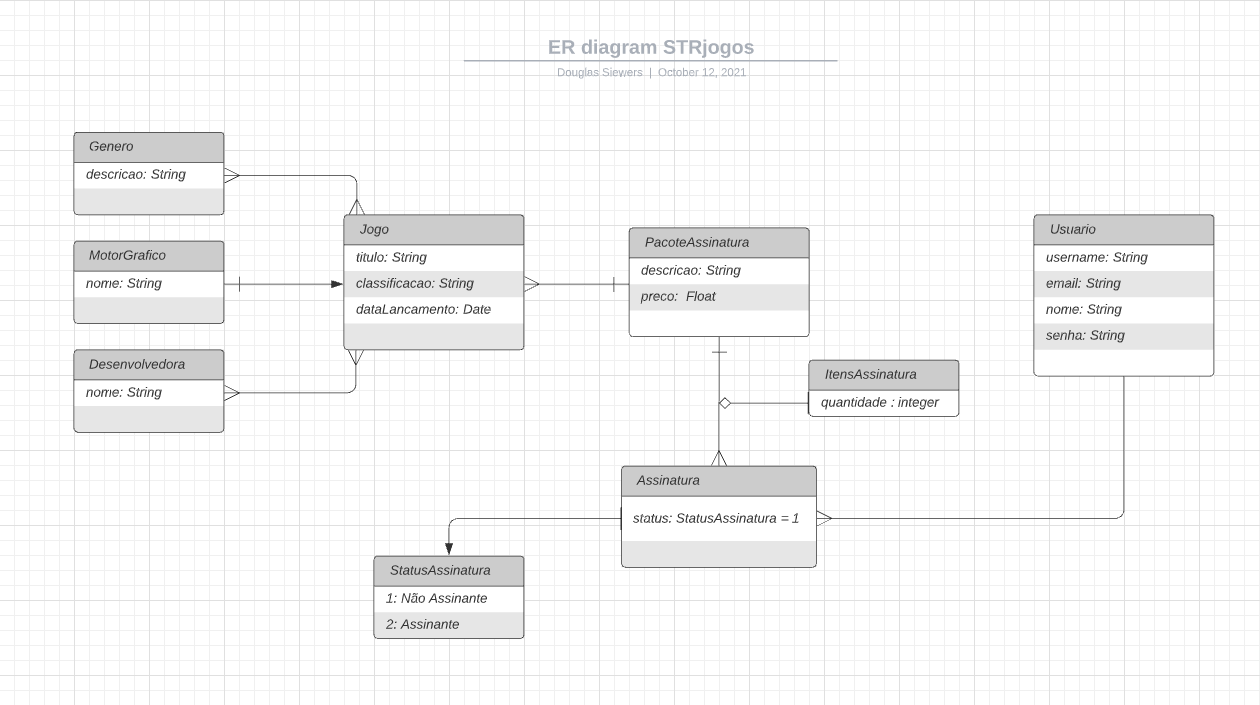 ER diagram STRjogos
Douglas Siewers | October 12, 2021
Genero
descricao: String
MotorGrafico
nome: String
Desenvolvedora
nome: String
Jogo
titulo: String
classificacao: String
dataLancamento: Date
PacoteAssinatura
descricao: String
preco: Float
ItensAssinatura
quantidade : integer
Usuario
username: String
email: String
nome: String
senha: String
Assinatura
status: StatusAssinatura = 1
StatusAssinatura
1: Não Assinante
2: Assinante